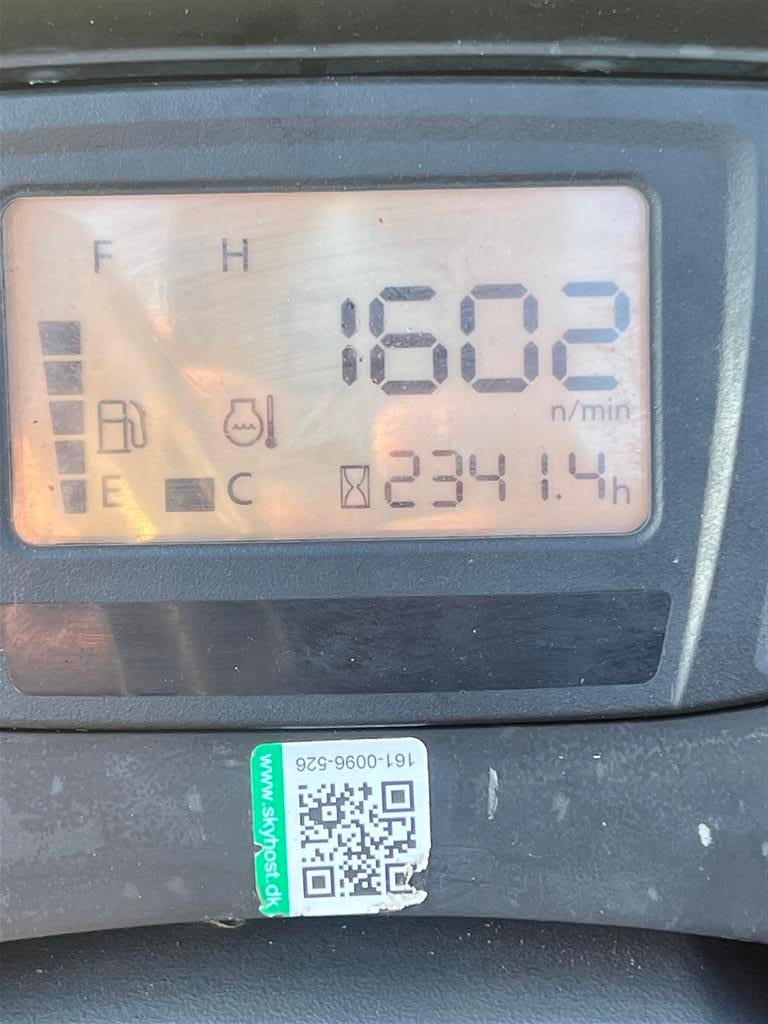 F H
1602
n/min
E C 2341.4h
161-0096-526
www.skyhost.dk